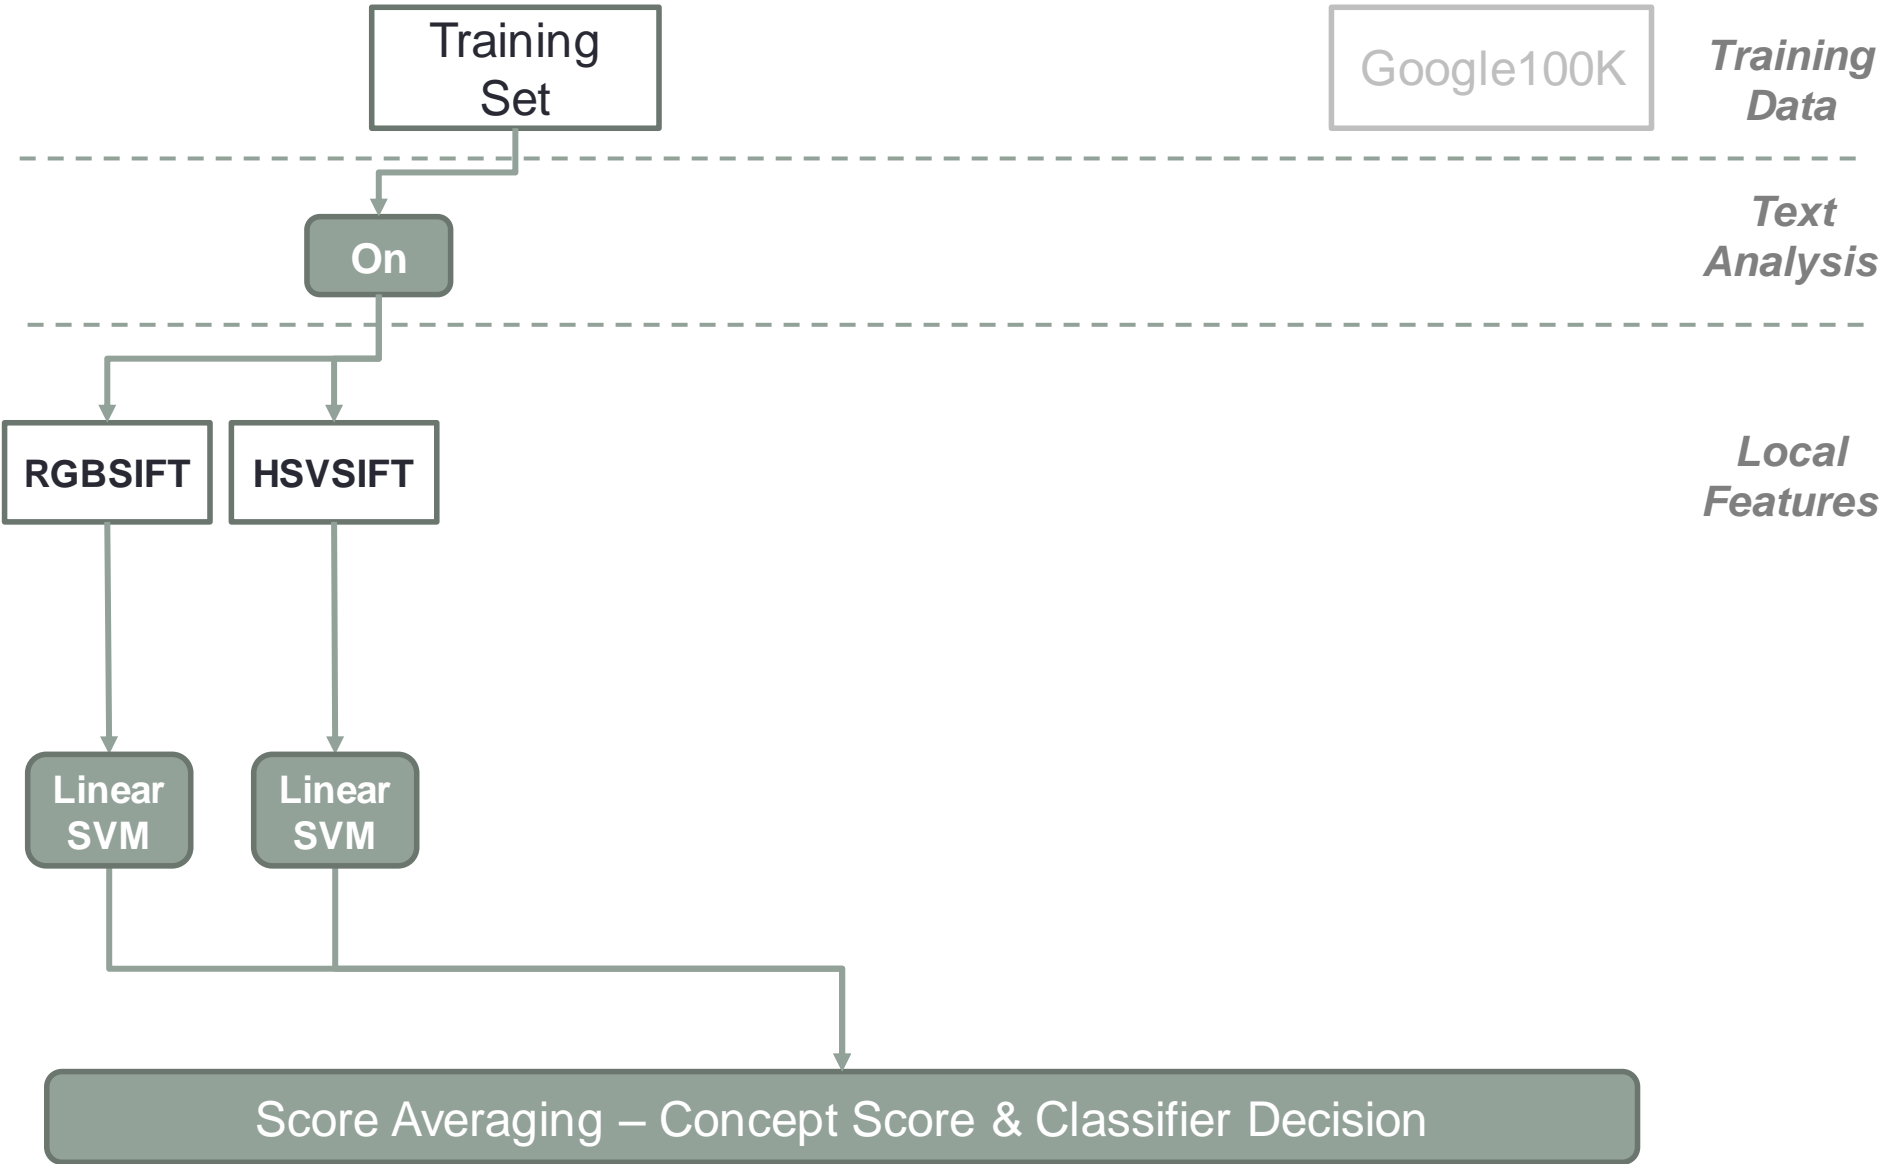 Training
Set
Google100K
Training
Data
On
Text
Analysis
RGBSIFT
HSVSIFT
Local
Features
Linear
SVM
Linear
SVM
Score Averaging – Concept Score & Classifier Decision